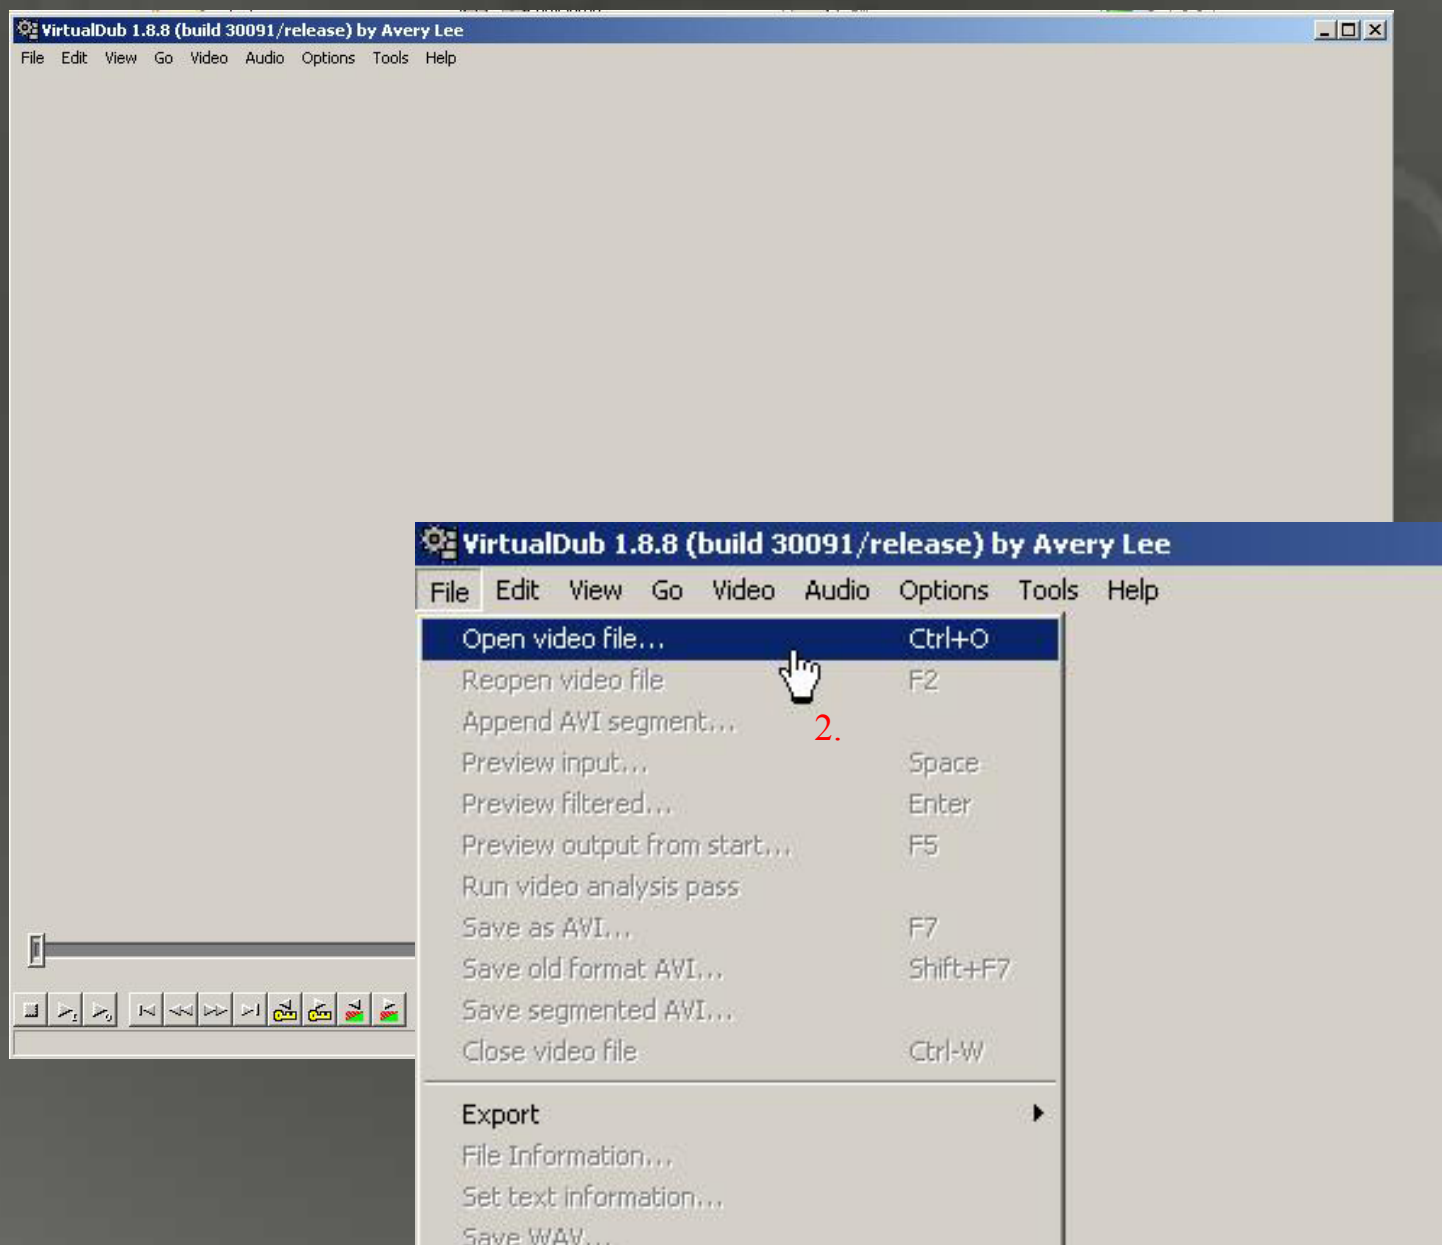 VirtualDub 1.8.8 (build 30091/release) by Avery Lee
File Edit View Go Video Audio Options Tools Help
VirtualDub 1.8.8 (build 30091/release) by Avery Lee
File Edit View Go Video Audio Options Tools Help
Open video file... Ctrl+O
Reopen video file F2
Append AVI segment...
2.
Preview input... Space
Preview filtered... Enter
Preview output from start... F5
Run video analysis pass
Save as AVI... F7
Save old format AVI... Shift+F7
Save segmented AVI...
Close video file Ctrl-W
Export
File Information...
Set text information...
Save WAV...